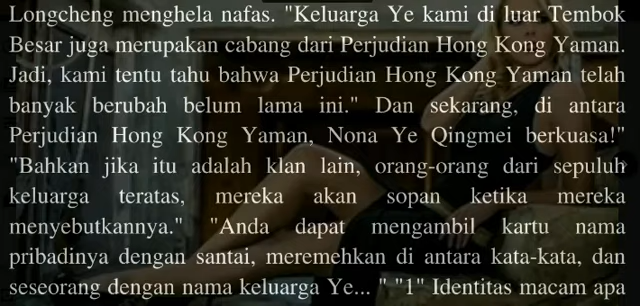 Longcheng menghela nafas. "Keluarga Ye kami di luar Tembok
Besar juga merupakan cabang dari Perjudian Hong Kong Yaman.
Jadi, kami tentu tahu bahwa Perjudian Hong Kong Yaman telah
banyak berubah belum lama ini." Dan sekarang, di antara
Perjudian Hong Kong Yaman, Nona Ye Qingmei berkuasa!"
"Bahkan jika itu adalah klan lain, orang-orang dari sepuluh
keluarga teratas, mereka akan sopan ketika mereka
menyebutkannya." "Anda dapat mengambil kartu nama
pribadinya dengan santai, meremehkan di antara kata-kata, dan
seseorang dengan nama keluarga Ye... " "1" Identitas macam apa